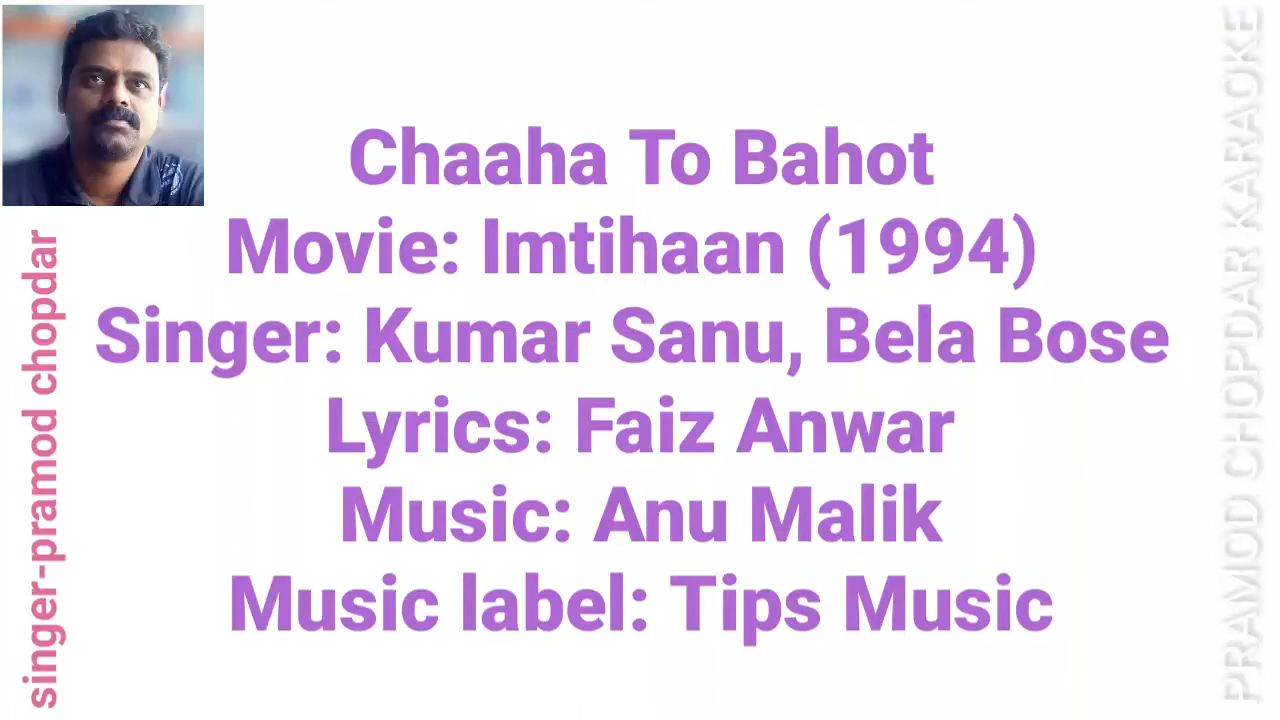 Chaaha To Bahot
Movie: Imtihaan (1994)
Singer: Kumar Sanu, Bela Bose
Lyrics: Faiz Anwar
Music: Anu Malik
Music label: Tips Music
singer-pramod chopdar
PRAMOD CHOPDAR KARAOKE